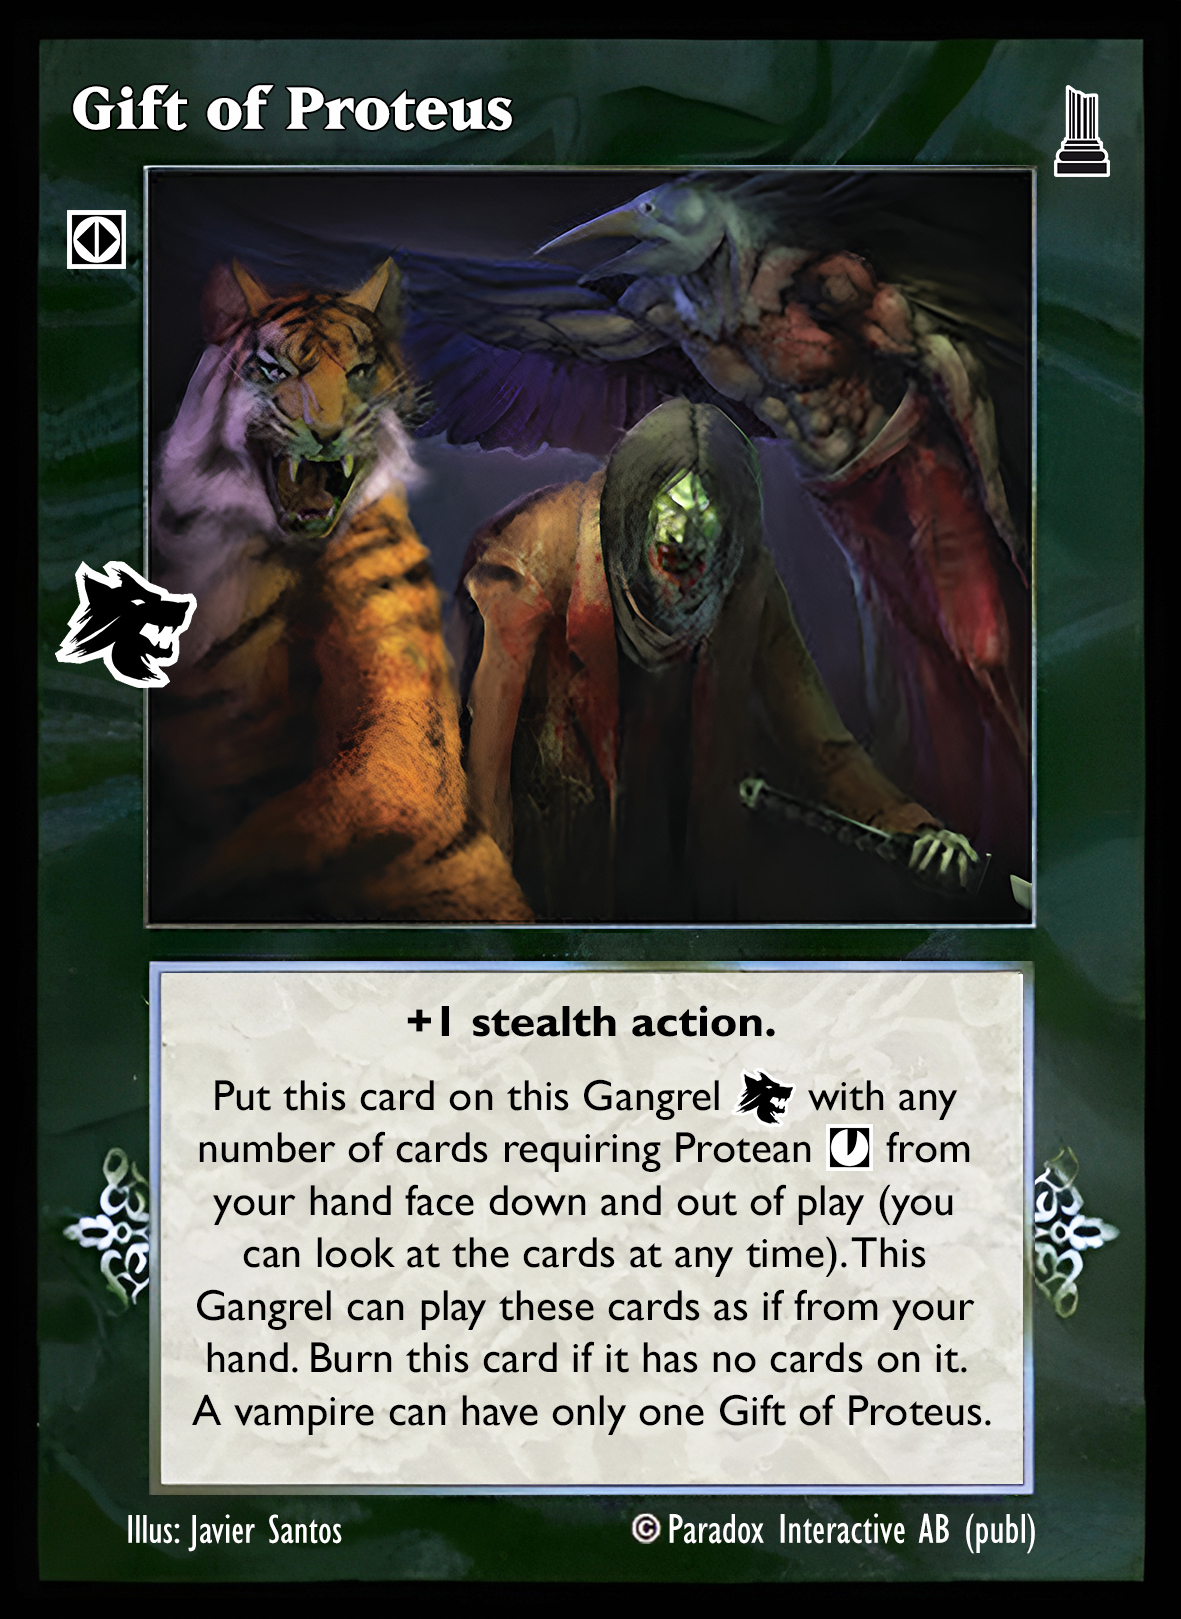 Gift of Proteus
+1 stealth action.
Put this card on this Gangrel with any
number of cards requiring Protean from
your hand face down and out of play (you
can look at the cards at any time). This
Gangrel can play these cards as if from your
hand. Burn this card if it has no cards on it.
A vampire can have only one Gift of Proteus.
Illus: Javier Santos
© Paradox Interactive AB (publ)